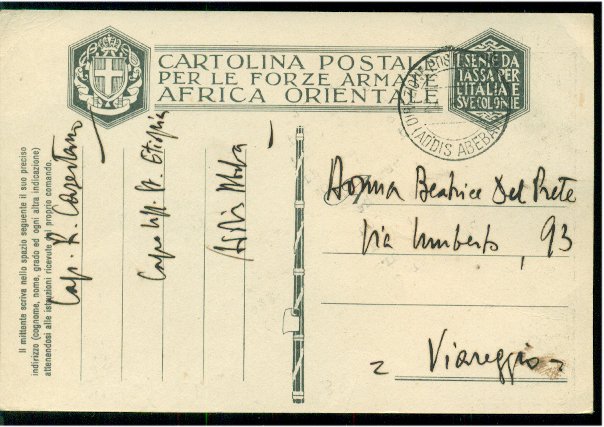 CARTOLINA POSTALE
PER LE FORZE ARMATE
AFRICA ORIENTALE
ESENTE DA
TASSA PER
L'ITALIA E
SUE COLONIE
(ADDIS ABEBA)
Il mittente scriva nello spazio seguente il suo preciso
indirizzo (cognome, nome, grado ed ogni altra indicazione)
attenendosi alle istruzioni ricevute dal proprio comando.
Cap. R. Casertano
Capo Uff. St. Etiopia
Addis Abeba
Donna Beatrice Del Prete
Via Umberto, 93
= Viareggio =